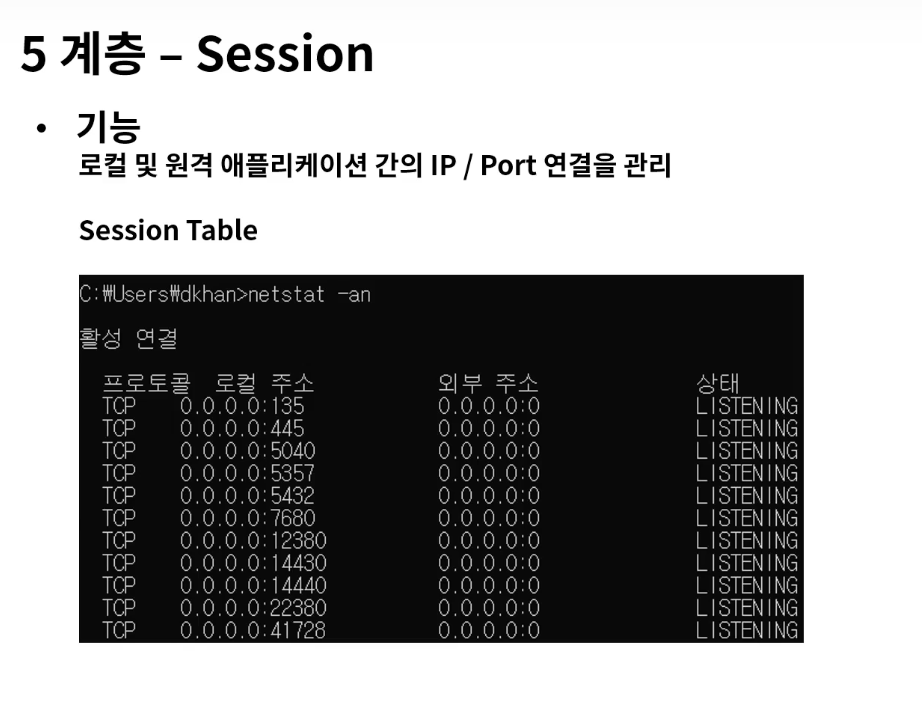 5 계층 – Session
• 기능
로컬 및 원격 애플리케이션 간의 IP / Port 연결을 관리
Session Table
C:₩Users₩dkhan>netstat -an
활성 연결
프로토콜 로컬 주소 외부 주소 상태
TCP 0.0.0.0:135 0.0.0.0:0 LISTENING
TCP 0.0.0.0:445 0.0.0.0:0 LISTENING
TCP 0.0.0.0:5040 0.0.0.0:0 LISTENING
TCP 0.0.0.0:5357 0.0.0.0:0 LISTENING
TCP 0.0.0.0:5432 0.0.0.0:0 LISTENING
TCP 0.0.0.0:7680 0.0.0.0:0 LISTENING
TCP 0.0.0.0:12380 0.0.0.0:0 LISTENING
TCP 0.0.0.0:14430 0.0.0.0:0 LISTENING
TCP 0.0.0.0:14440 0.0.0.0:0 LISTENING
TCP 0.0.0.0:22380 0.0.0.0:0 LISTENING
TCP 0.0.0.0:41728 0.0.0.0:0 LISTENING